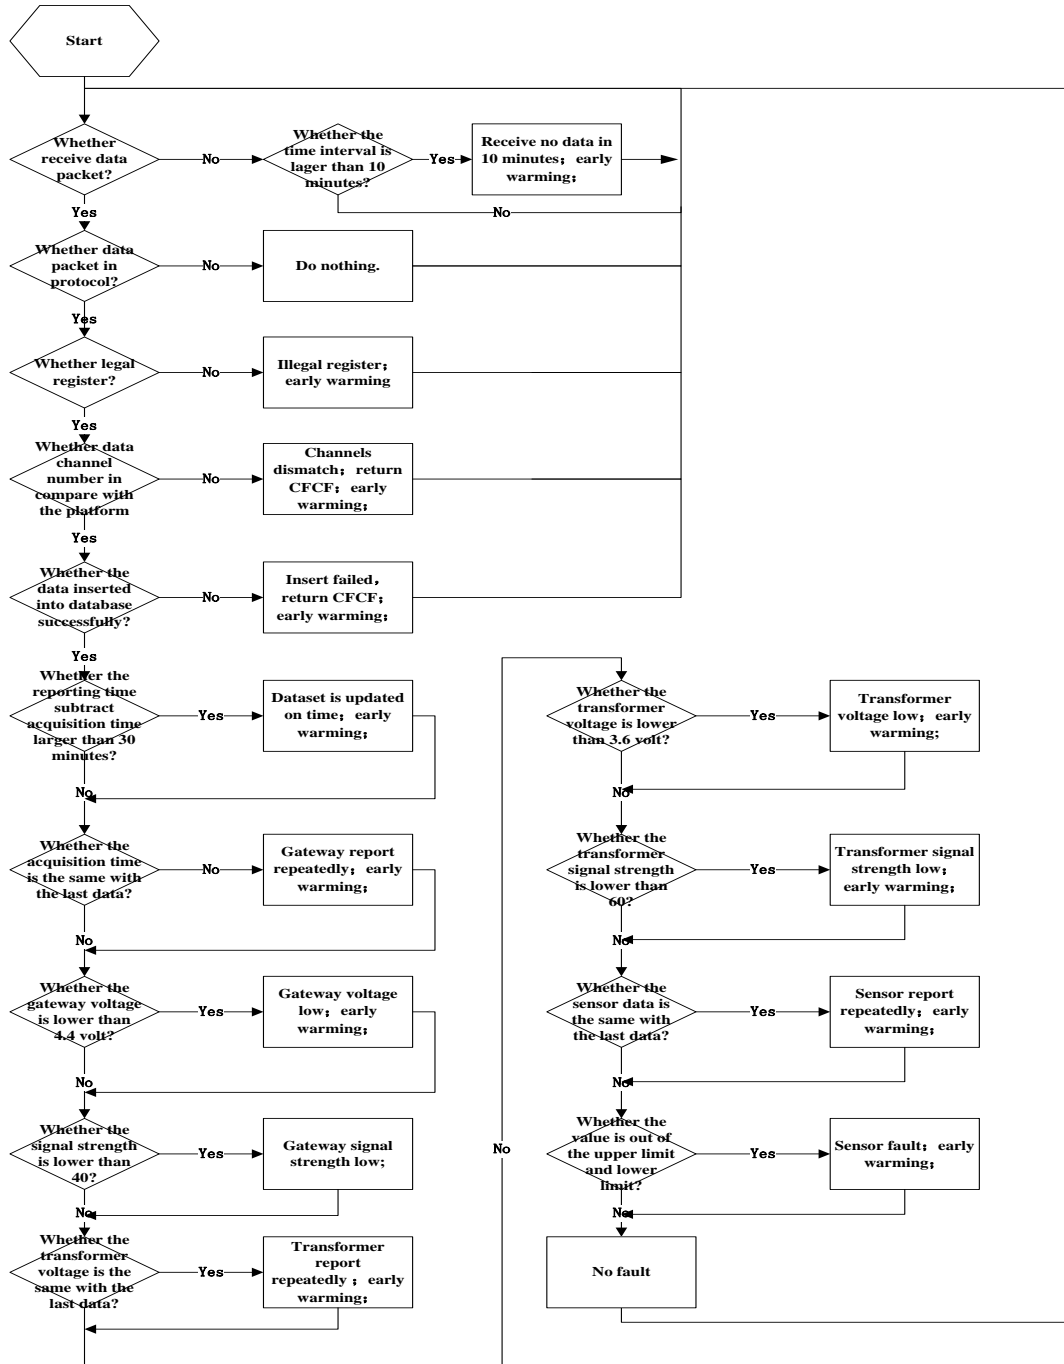 Start
Whether
receive data
packet?
No
Whether the
time interval is
lager than 10
minutes?
Yes
Receive no data in
10 minutes；early
warming；
Yes
No
Whether data
packet in
protocol?
No
Do nothing.
Yes
Whether legal
register?
No
Illegal register；
early warming
Yes
Whether data
channel
number in
compare with
the platform
No
Channels
dismatch；return
CFCF；early
warming；
Yes
Whether the
data inserted
into database
successfully?
No
Insert failed，
return CFCF；
early warming；
Yes
Whether the
reporting time
subtract
acquisition time
larger than 30
minutes?
Yes
Dataset is updated
on time；early
warming；
No
Whether the
acquisition time
is the same with
the last data?
No
Gateway report
repeatedly；early
warming；
No
Whether the
gateway voltage
is lower than
4.4 volt?
Yes
Gateway voltage
low；early
warming；
No
Whether the
signal strength
is lower than
40?
Yes
Gateway signal
strength low;
No
Whether the
transformer
voltage is the
same with the
last data?
Yes
Transformer
report
repeatedly；early
warming；
No
Whether the
transformer
voltage is lower
than 3.6 volt?
Yes
Transformer
voltage low；early
warming;
No
Whether the
transformer
signal strength
is lower than
60?
Yes
Transformer signal
strength low；
early warming；
No
Whether the
sensor data is
the same with
the last data?
Yes
Sensor report
repeatedly；early
warming；
No
Whether the
value is out of
the upper limit
and lower
limit?
Yes
Sensor fault；early
warming；
No
No fault